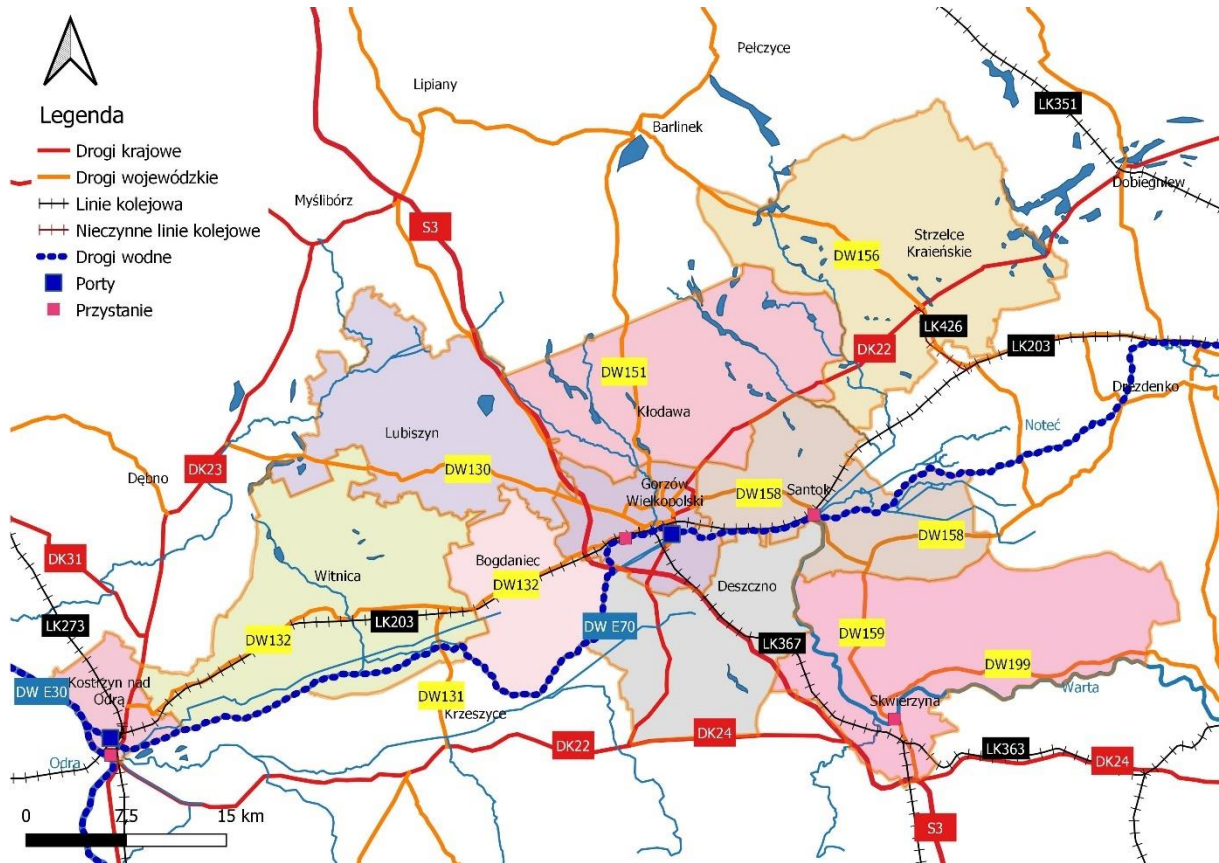 Legenda
Drogi krajowe
Drogi wojewódzkie
Linie kolejowa
Nieczynne linie kolejowe
Drogi wodne
Porty
Przystanie
Pełczyce
Lipiany
LK351
Barlinek
Dobiegniew
Myślibórz
S3
Strzelce
Kraieńskie
DW156
LK426
LK203
DK22
DW151
Drezdenko
Kłodawa
Noteć
Lubiszyn
DK23
DW130
Dębno
Gorzów
Wielkopolski
DW158
Santok
DW158
DK31
Bogdaniec
Witnica
DW132
Deszczno
LK203
DW E70
LK273
DW132
LK367
DW159
DW199
DW E30
Kostrzyn nad
Odrą
DW131
Warta
Skwierzyna
Krzeszyce
Odra
DK22
DK24
LK363
DK24
0
7.5
15 km
S3